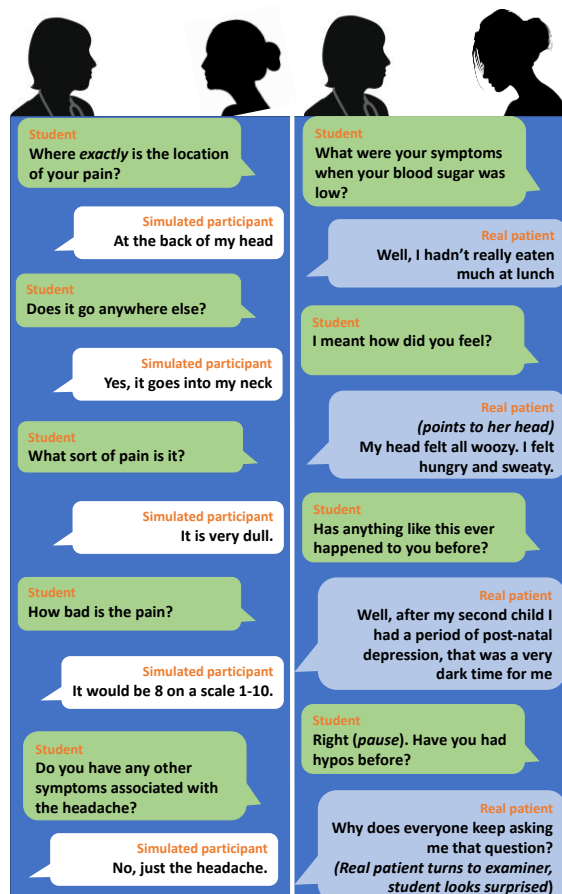 Student
Where exactly is the location
of your pain?
Simulated participant
At the back of my head
Student
Does it go anywhere else?
Simulated participant
Yes, it goes into my neck
Student
What sort of pain is it?
Simulated participant
It is very dull.
Student
How bad is the pain?
Simulated participant
It would be 8 on a scale 1-10.
Student
Do you have any other
symptoms associated with
the headache?
Simulated participant
No, just the headache.
Student
What were your symptoms
when your blood sugar was
low?
Real patient
Well, I hadn't really eaten
much at lunch
Student
I meant how did you feel?
Real patient
(points to her head)
My head felt all woozy. I felt
hungry and sweaty.
Student
Has anything like this ever
happened to you before?
Real patient
Well, after my second child I
had a period of post-natal
depression, that was a very
dark time for me
Student
Right (pause). Have you had
hypos before?
Real patient
Why does everyone keep asking
me that question?
(Real patient turns to examiner,
student looks surprised)